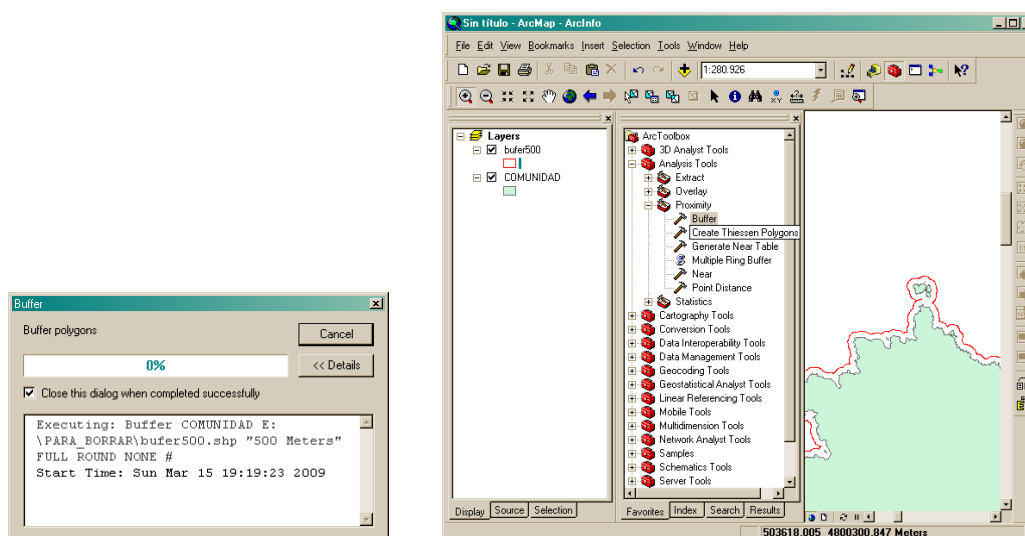 Buffer
Buffer polygons
Cancel
0%
<< Details
Close this dialog when completed successfully
Executing: Buffer COMUNIDAD E:
\PARA_BORRAR\bufer500.shp "500 Meters"
FULL ROUND NONE #
Start Time: Sun Mar 15 19:19:23 2009
Sin título - ArcMap - ArcInfo
File Edit View Bookmarks Insert Selection Tools Window Help
1:280.926
Layers
bufer500
COMUNIDAD
Display Source Selection
ArcToolbox
3D Analyst Tools
Analysis Tools
Extract
Overlay
Proximity
Buffer
Create Thiessen Polygons
Generate Near Table
Multiple Ring Buffer
Near
Point Distance
Statistics
Cartography Tools
Conversion Tools
Data Interoperability Tools
Data Management Tools
Geocoding Tools
Geostatistical Analyst Tools
Linear Referencing Tools
Mobile Tools
Multidimension Tools
Network Analyst Tools
Samples
Schematics Tools
Server Tools
Favorites Index Search Results
503618,005 4800300,847 Meters